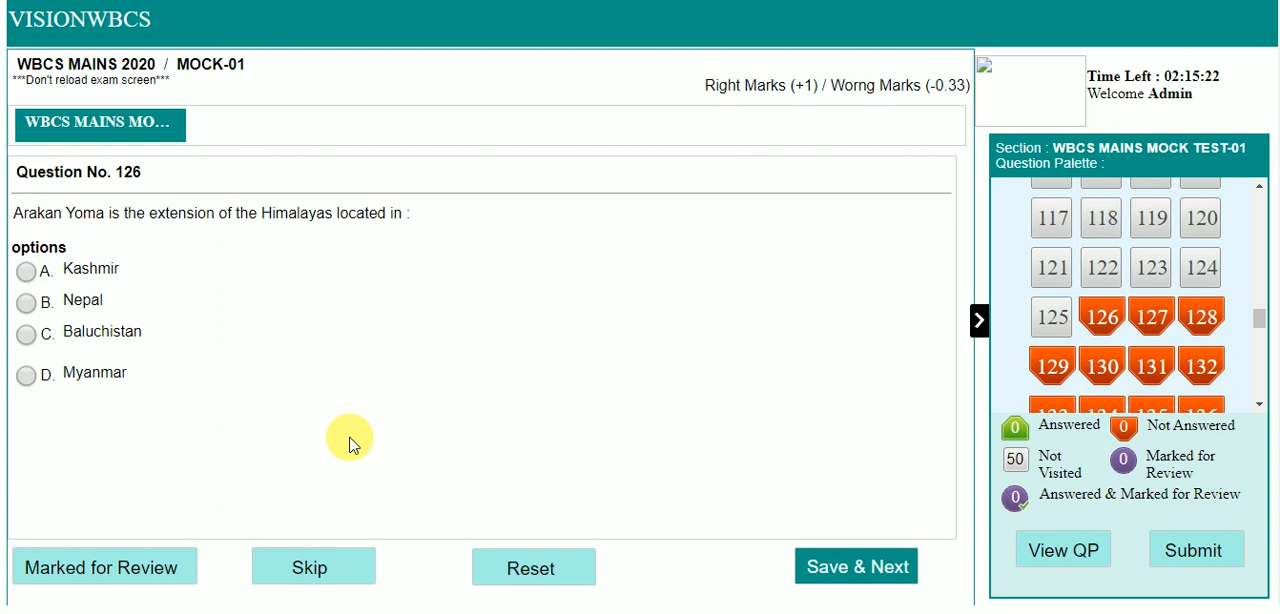 VISIONWBCS
WBCS MAINS 2020 / MOCK-01
***Don't reload exam screen***
Right Marks (+1) / Worng Marks (-0.33)
Time Left : 02:15:22
Welcome Admin
WBCS MAINS MO...
Section : WBCS MAINS MOCK TEST-01
Question Palette :
Question No. 126
Arakan Yoma is the extension of the Himalayas located in :
options
A. Kashmir
B. Nepal
C. Baluchistan
D. Myanmar
117 118 119 120
121 122 123 124
125 126 127 128
129 130 131 132
0 Answered 0 Not Answered
50 Not Visited 0 Marked for Review
0 Answered & Marked for Review
View QP Submit
Marked for Review Skip Reset Save & Next